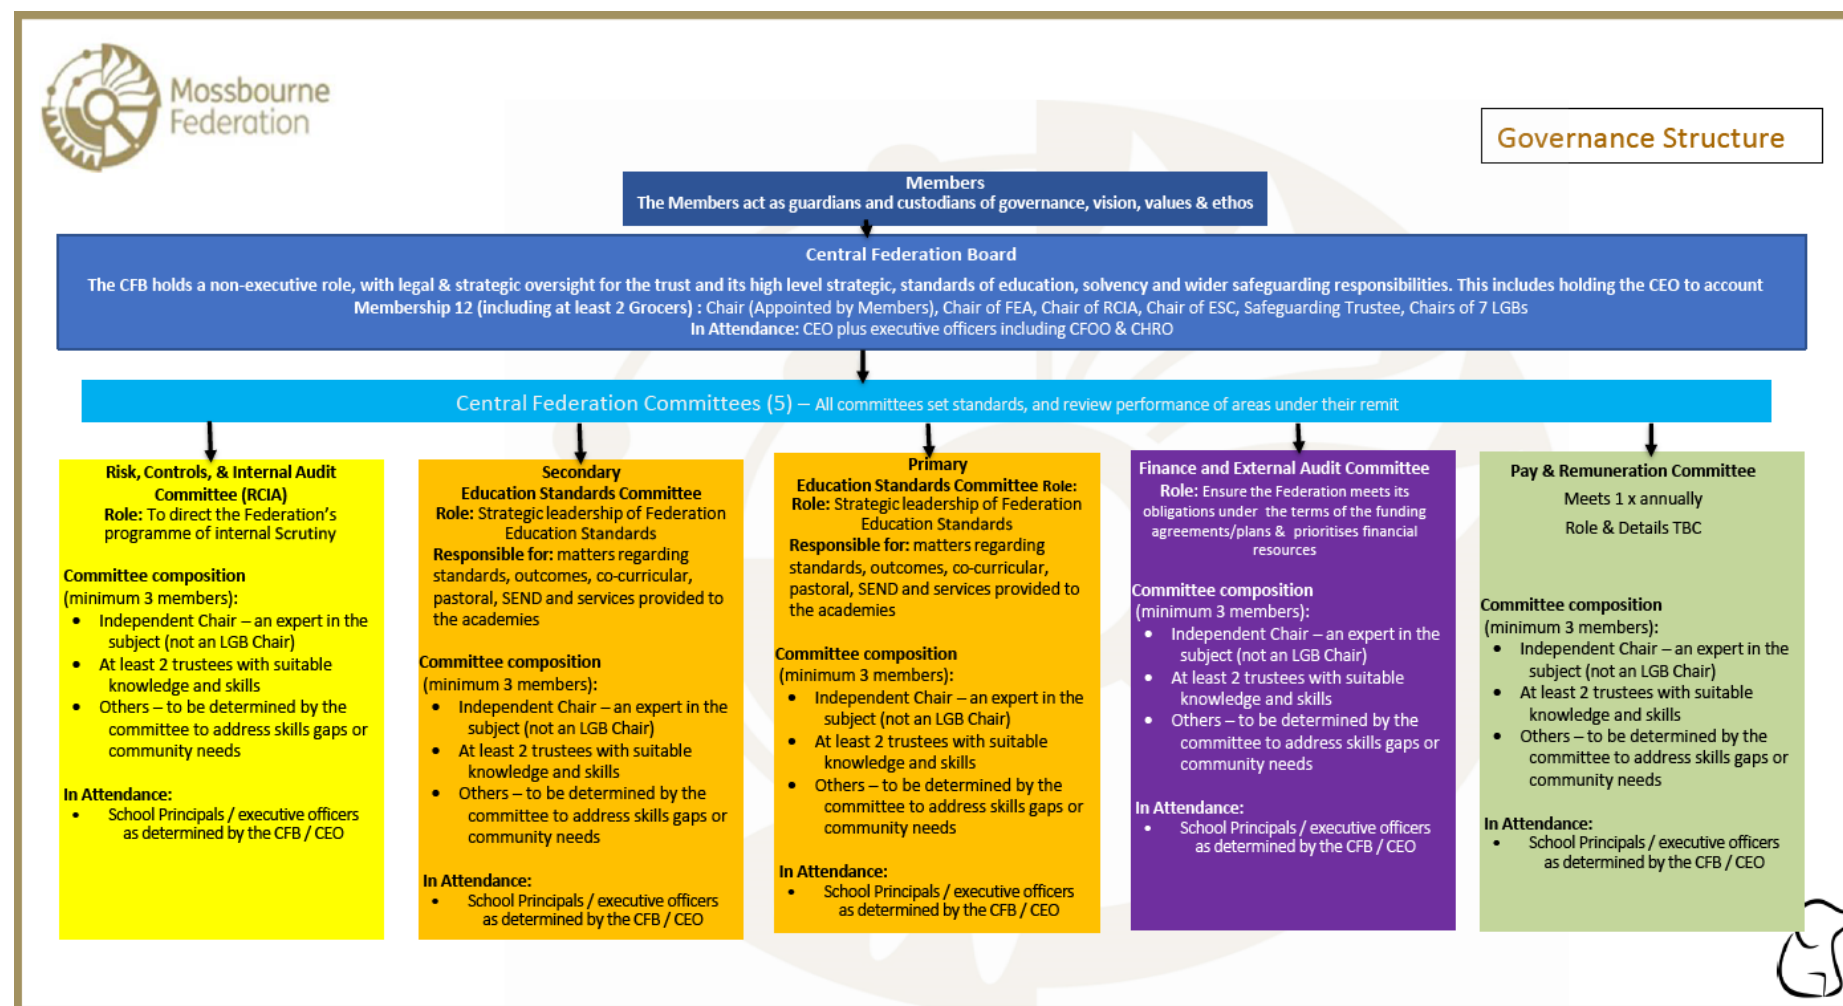 Mossbourne
Federation
Governance Structure
Members
The Members act as guardians and custodians of governance, vision, values & ethos
Central Federation Board
The CFB holds a non-executive role, with legal & strategic oversight for the trust and its high level strategic, standards of education, solvency and wider safeguarding responsibilities. This includes holding the CEO to account
Membership 12 (including at least 2 Grocers) : Chair (Appointed by Members), Chair of FEA, Chair of RCIA, Chair of ESC, Safeguarding Trustee, Chairs of 7 LGBs
In Attendance: CEO plus executive officers including CFOO & CHRO
Central Federation Committees (5) – All committees set standards, and review performance of areas under their remit
Risk, Controls, & Internal Audit
Committee (RCIA)
Role: To direct the Federation's
programme of internal Scrutiny
Committee composition
(minimum 3 members):
• Independent Chair – an expert in the
subject (not an LGB Chair)
• At least 2 trustees with suitable
knowledge and skills
• Others – to be determined by the
committee to address skills gaps or
community needs
In Attendance:
• School Principals / executive officers
as determined by the CFB / CEO
Secondary
Education Standards Committee
Role: Strategic leadership of Federation
Education Standards
Responsible for: matters regarding
standards, outcomes, co-curricular,
pastoral, SEND and services provided to
the academies
Committee composition
(minimum 3 members):
• Independent Chair – an expert in the
subject (not an LGB Chair)
• At least 2 trustees with suitable
knowledge and skills
• Others – to be determined by the
committee to address skills gaps or
community needs
In Attendance:
• School Principals / executive officers
as determined by the CFB / CEO
Primary
Education Standards Committee Role:
Role: Strategic leadership of Federation
Education Standards
Responsible for: matters regarding
standards, outcomes, co-curricular,
pastoral, SEND and services provided to
the academies
Committee composition
(minimum 3 members):
• Independent Chair – an expert in the
subject (not an LGB Chair)
• At least 2 trustees with suitable
knowledge and skills
• Others – to be determined by the
committee to address skills gaps or
community needs
In Attendance:
• School Principals / executive officers
as determined by the CFB / CEO
Finance and External Audit Committee
Role: Ensure the Federation meets its
obligations under the terms of the funding
agreements/plans & prioritises financial
resources
Committee composition
(minimum 3 members):
• Independent Chair – an expert in the
subject (not an LGB Chair)
• At least 2 trustees with suitable
knowledge and skills
• Others – to be determined by the
committee to address skills gaps or
community needs
In Attendance:
• School Principals / executive officers
as determined by the CFB / CEO
Pay & Remuneration Committee
Meets 1 x annually
Role & Details TBC
Committee composition
(minimum 3 members):
• Independent Chair – an expert in the
subject (not an LGB Chair)
• At least 2 trustees with suitable
knowledge and skills
• Others – to be determined by the
committee to address skills gaps or
community needs
In Attendance:
• School Principals / executive officers
as determined by the CFB / CEO